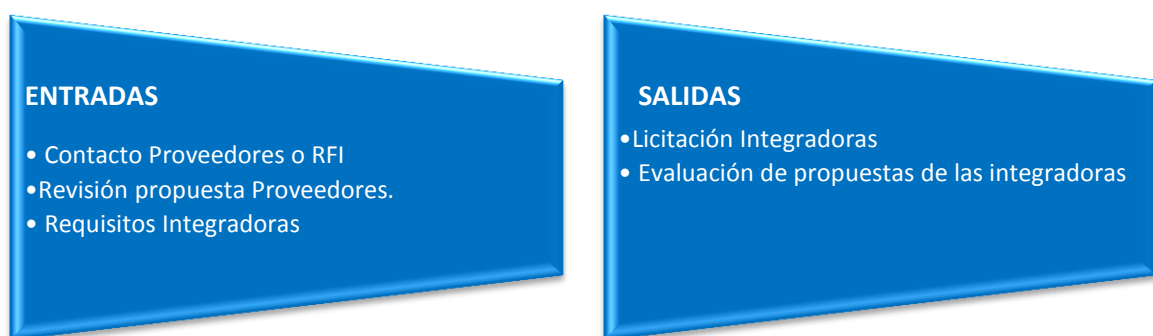 ENTRADAS
• Contacto Proveedores o RFI
•Revisión propuesta Proveedores.
• Requisitos Integradoras
SALIDAS
•Licitación Integradoras
• Evaluación de propuestas de las integradoras